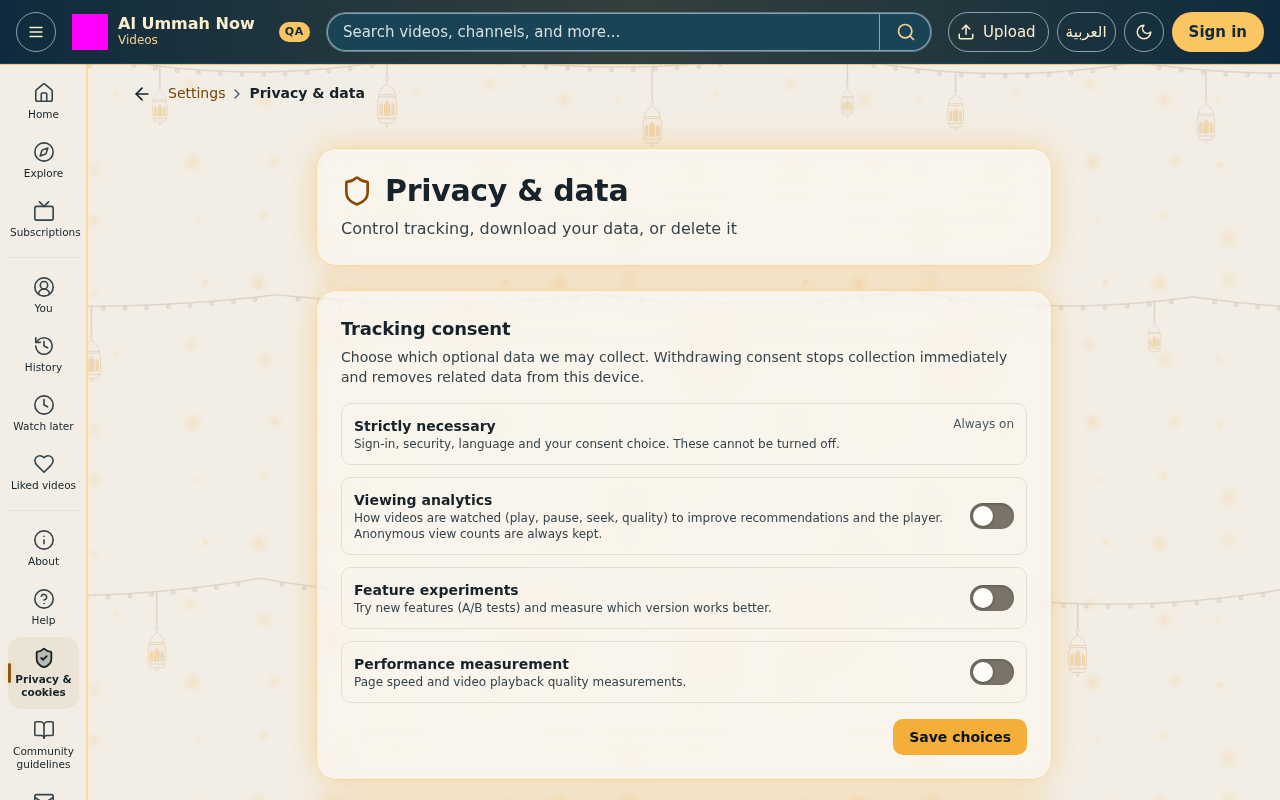 Al Ummah Now
Videos
QA
Search videos, channels, and more...
Upload
العربية
Sign in
Home
Explore
Subscriptions
You
History
Watch later
Liked videos
About
Help
Privacy &
cookies
Community
guidelines
Settings
Privacy & data
Privacy & data
Control tracking, download your data, or delete it
Tracking consent
Choose which optional data we may collect. Withdrawing consent stops collection immediately
and removes related data from this device.
Strictly necessary
Always on
Sign-in, security, language and your consent choice. These cannot be turned off.
Viewing analytics
How videos are watched (play, pause, seek, quality) to improve recommendations and the player.
Anonymous view counts are always kept.
Feature experiments
Try new features (A/B tests) and measure which version works better.
Performance measurement
Page speed and video playback quality measurements.
Save choices